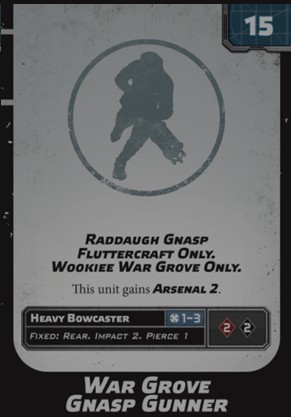 15
Raddaugh Gnasp
Fluttercraft Only.
Wookiee War Grove Only.
This unit gains Arsenal 2.
Heavy Bowcaster 1-3
2 2
Fixed: Rear, Impact 2, Pierce 1
War Grove
Gnasp Gunner